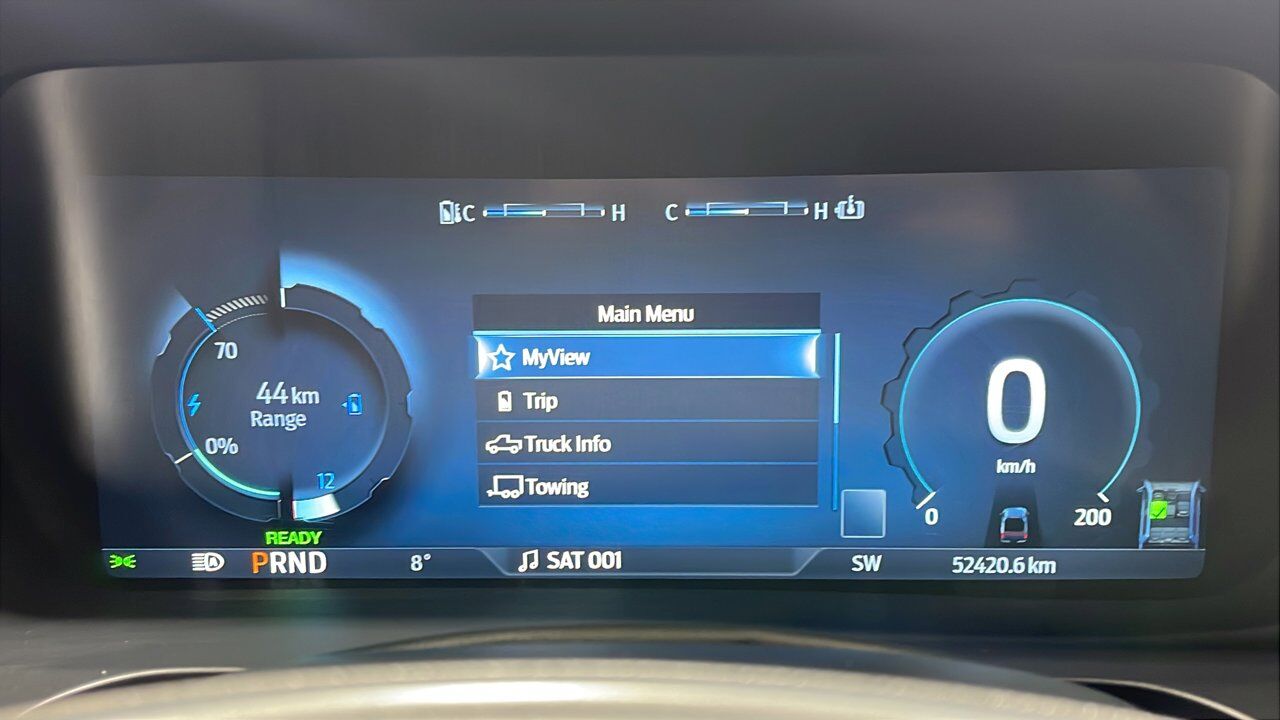 C H C H
70
44 km
Range
0%
12
READY
PRND
8°
Main Menu
MyView
Trip
Truck Info
Towing
SAT 001
SW
0
km/h
0
200
52420.6 km
A